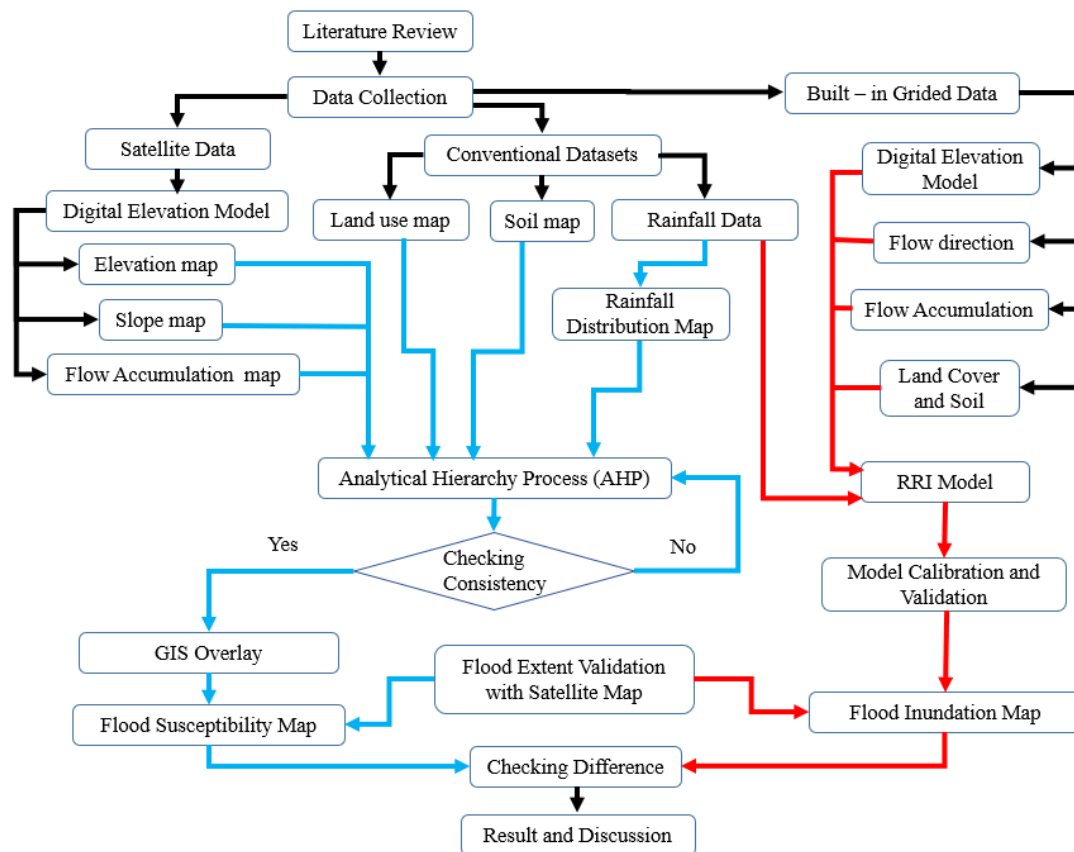 Literature Review
Data Collection
Built – in Grided Data
Satellite Data
Conventional Datasets
Digital Elevation
Model
Digital Elevation Model
Land use map
Soil map
Rainfall Data
Flow direction
Elevation map
Rainfall
Distribution Map
Slope map
Flow Accumulation
Flow Accumulation map
Land Cover
and Soil
Analytical Hierarchy Process (AHP)
RRI Model
Yes
Checking
Consistency
No
Model Calibration and
Validation
GIS Overlay
Flood Extent Validation
with Satellite Map
Flood Susceptibility Map
Flood Inundation Map
Checking Difference
Result and Discussion